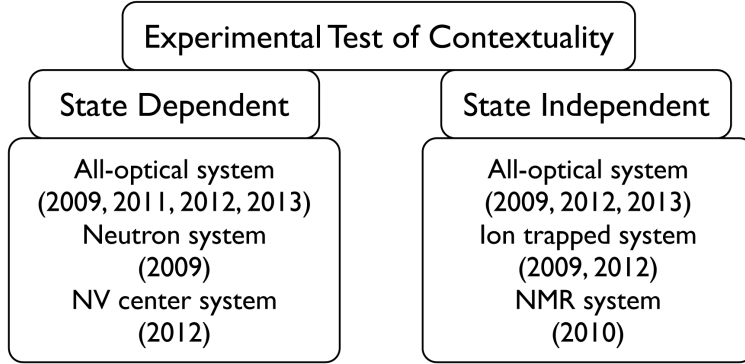 Experimental Test of Contextuality
State Dependent
All-optical system
(2009, 2011, 2012, 2013)
Neutron system
(2009)
NV center system
(2012)
State Independent
All-optical system
(2009, 2012, 2013)
Ion trapped system
(2009, 2012)
NMR system
(2010)